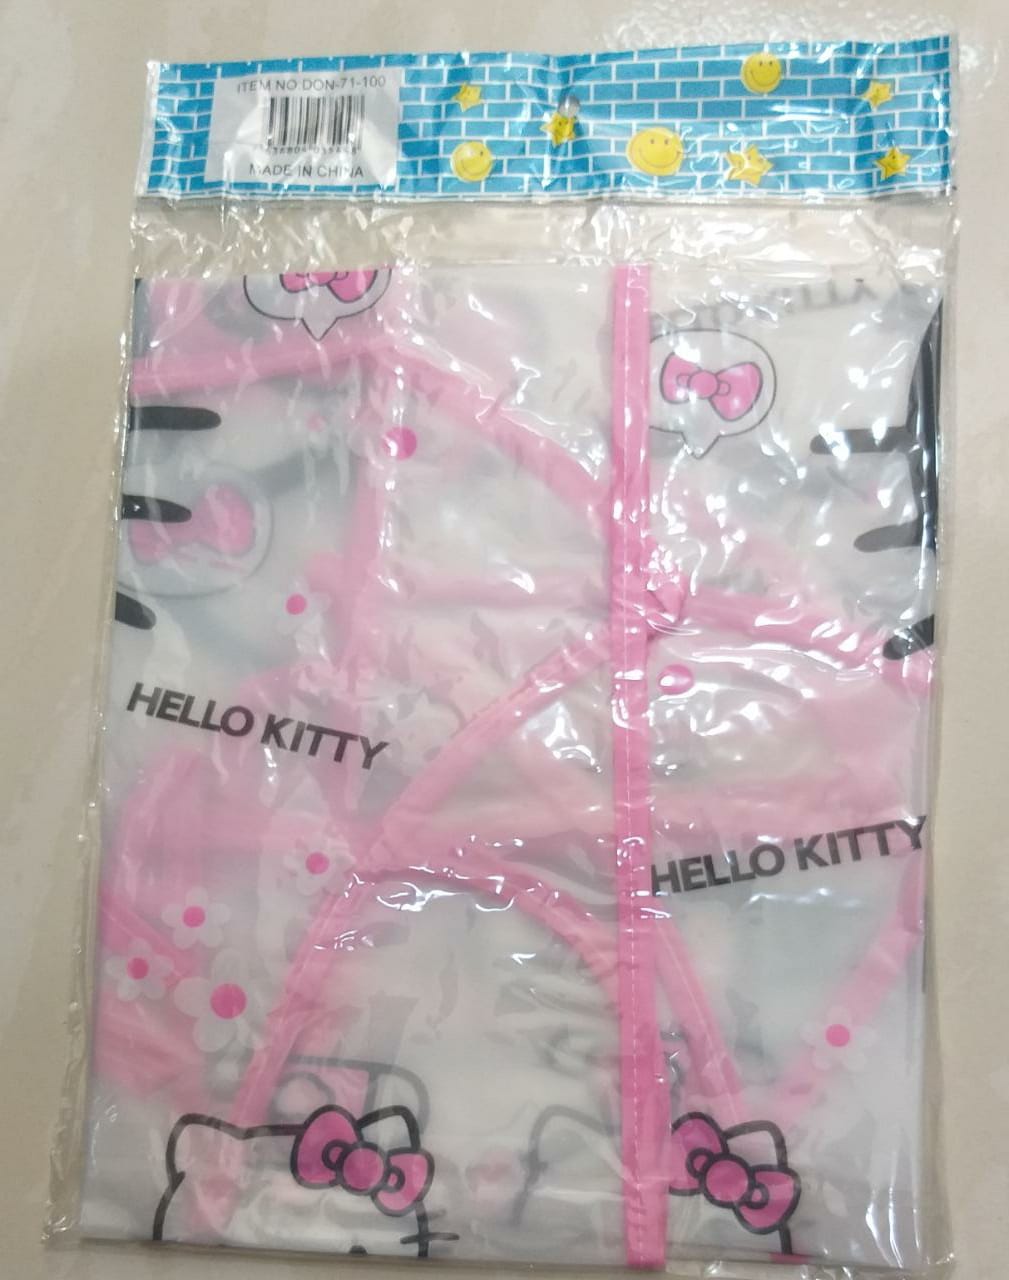 ITEM NO.DON-71-100
MADE IN CHINA
HELLO KITTY
HELLO KITTY